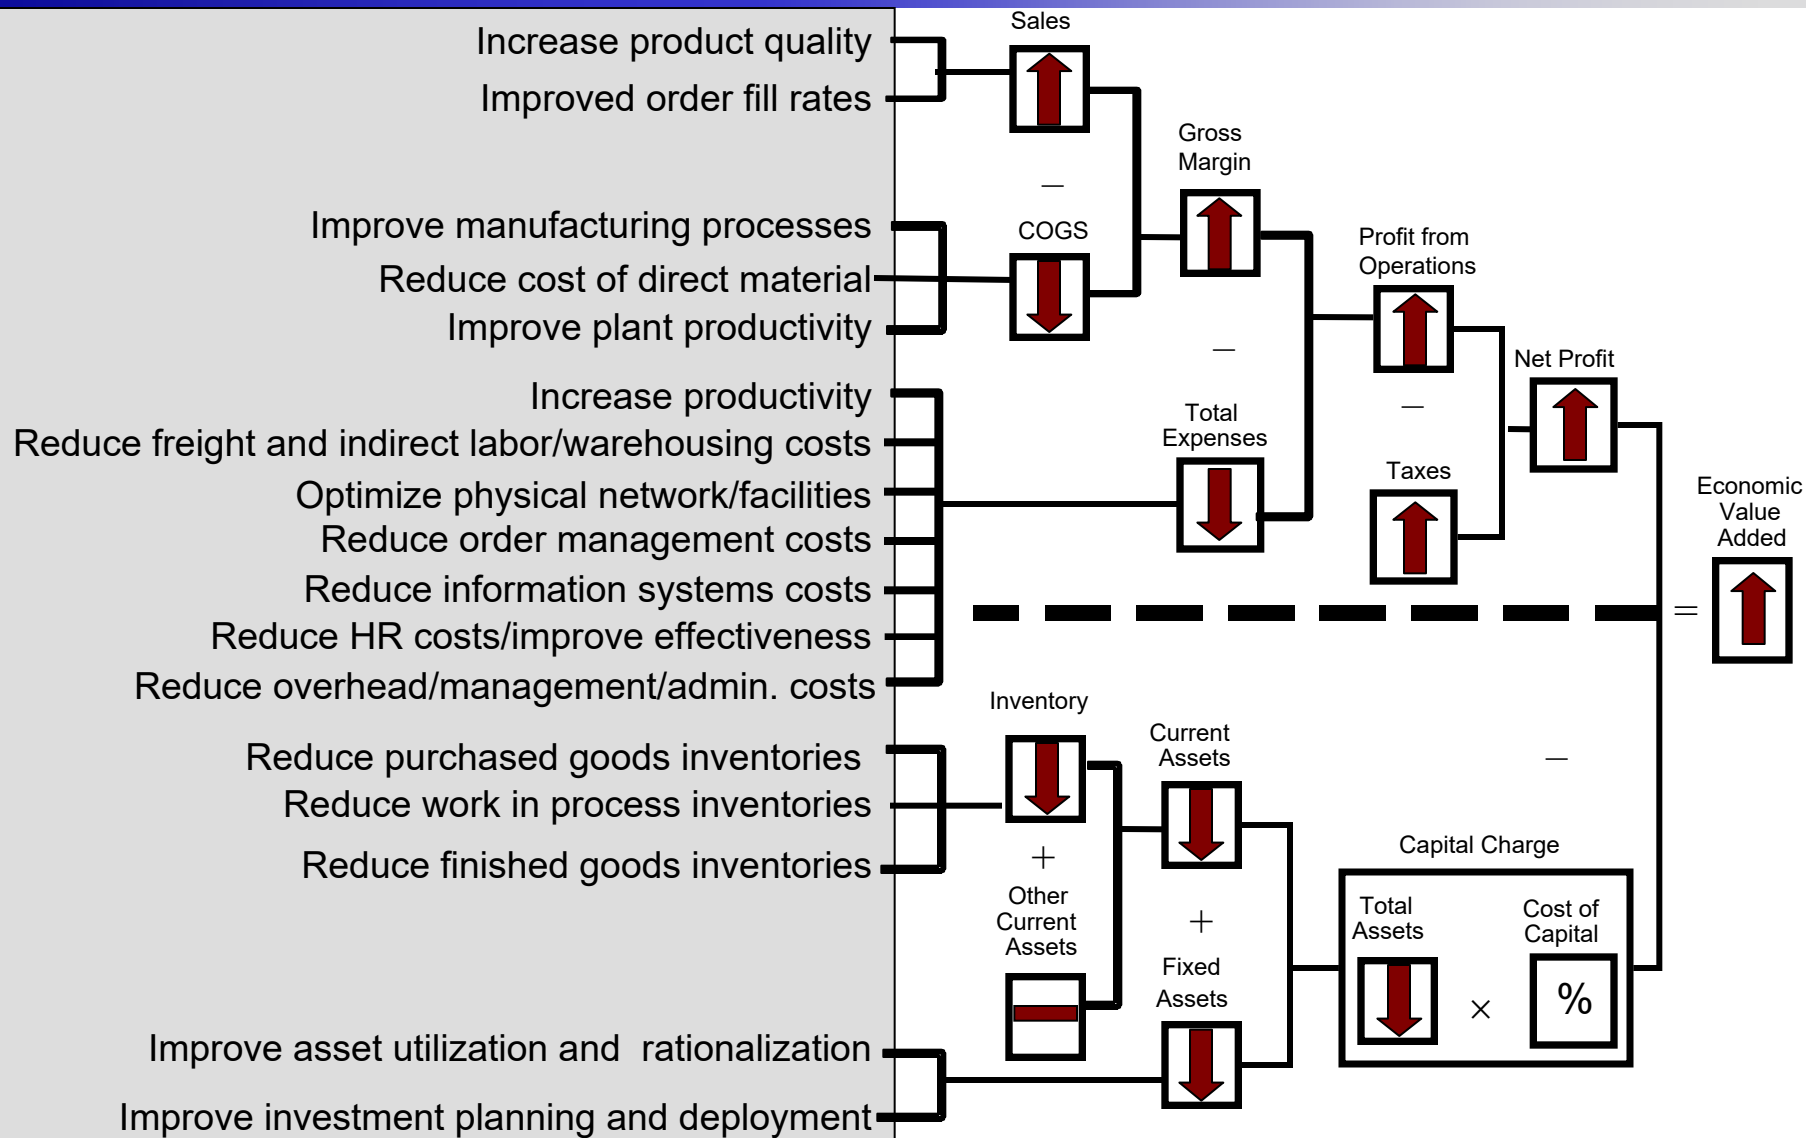 Increase product quality
Improved order fill rates
Improve manufacturing processes
Reduce cost of direct material
Improve plant productivity
Increase productivity
Reduce freight and indirect labor/warehousing costs
Optimize physical network/facilities
Reduce order management costs
Reduce information systems costs
Reduce HR costs/improve effectiveness
Reduce overhead/management/admin. costs
Reduce purchased goods inventories
Reduce work in process inventories
Reduce finished goods inventories
Improve asset utilization and  rationalization
Improve investment planning and deployment
Sales
–
COGS
Gross
Margin
–
Total
Expenses
Profit from
Operations
–
Taxes
Net Profit
Economic
Value
Added
=
–
Inventory
+
Other
Current
Assets
Current
Assets
+
Fixed
Assets
Capital Charge
Total
Assets
×
Cost of
Capital
%